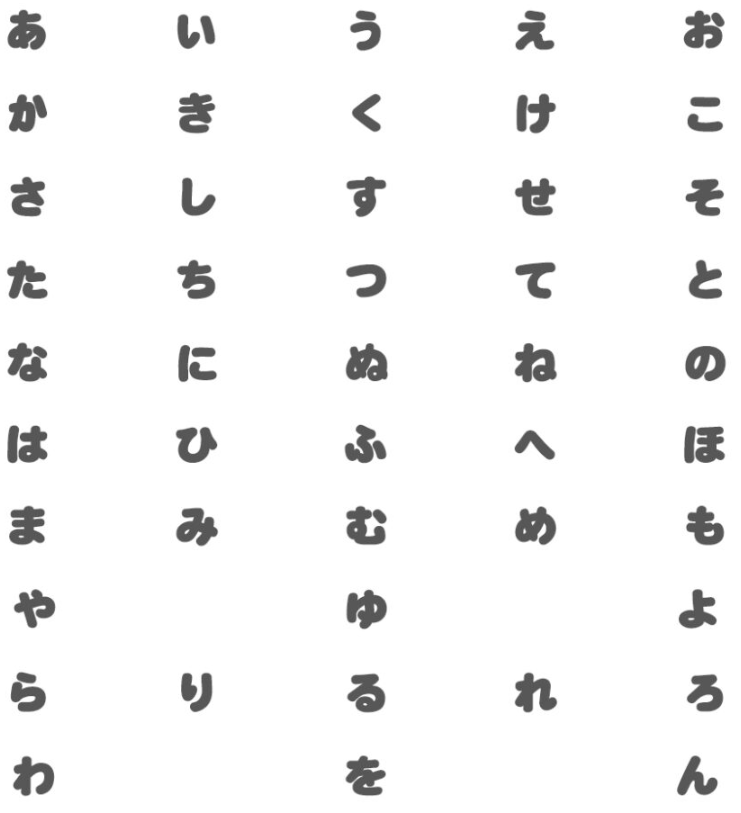 あ い う え お
か き く け こ
さ し す せ そ
た ち つ て と
な に ぬ ね の
は ひ ふ へ ほ
ま み む め も
や ゆ よ
ら り る れ ろ
わ を ん